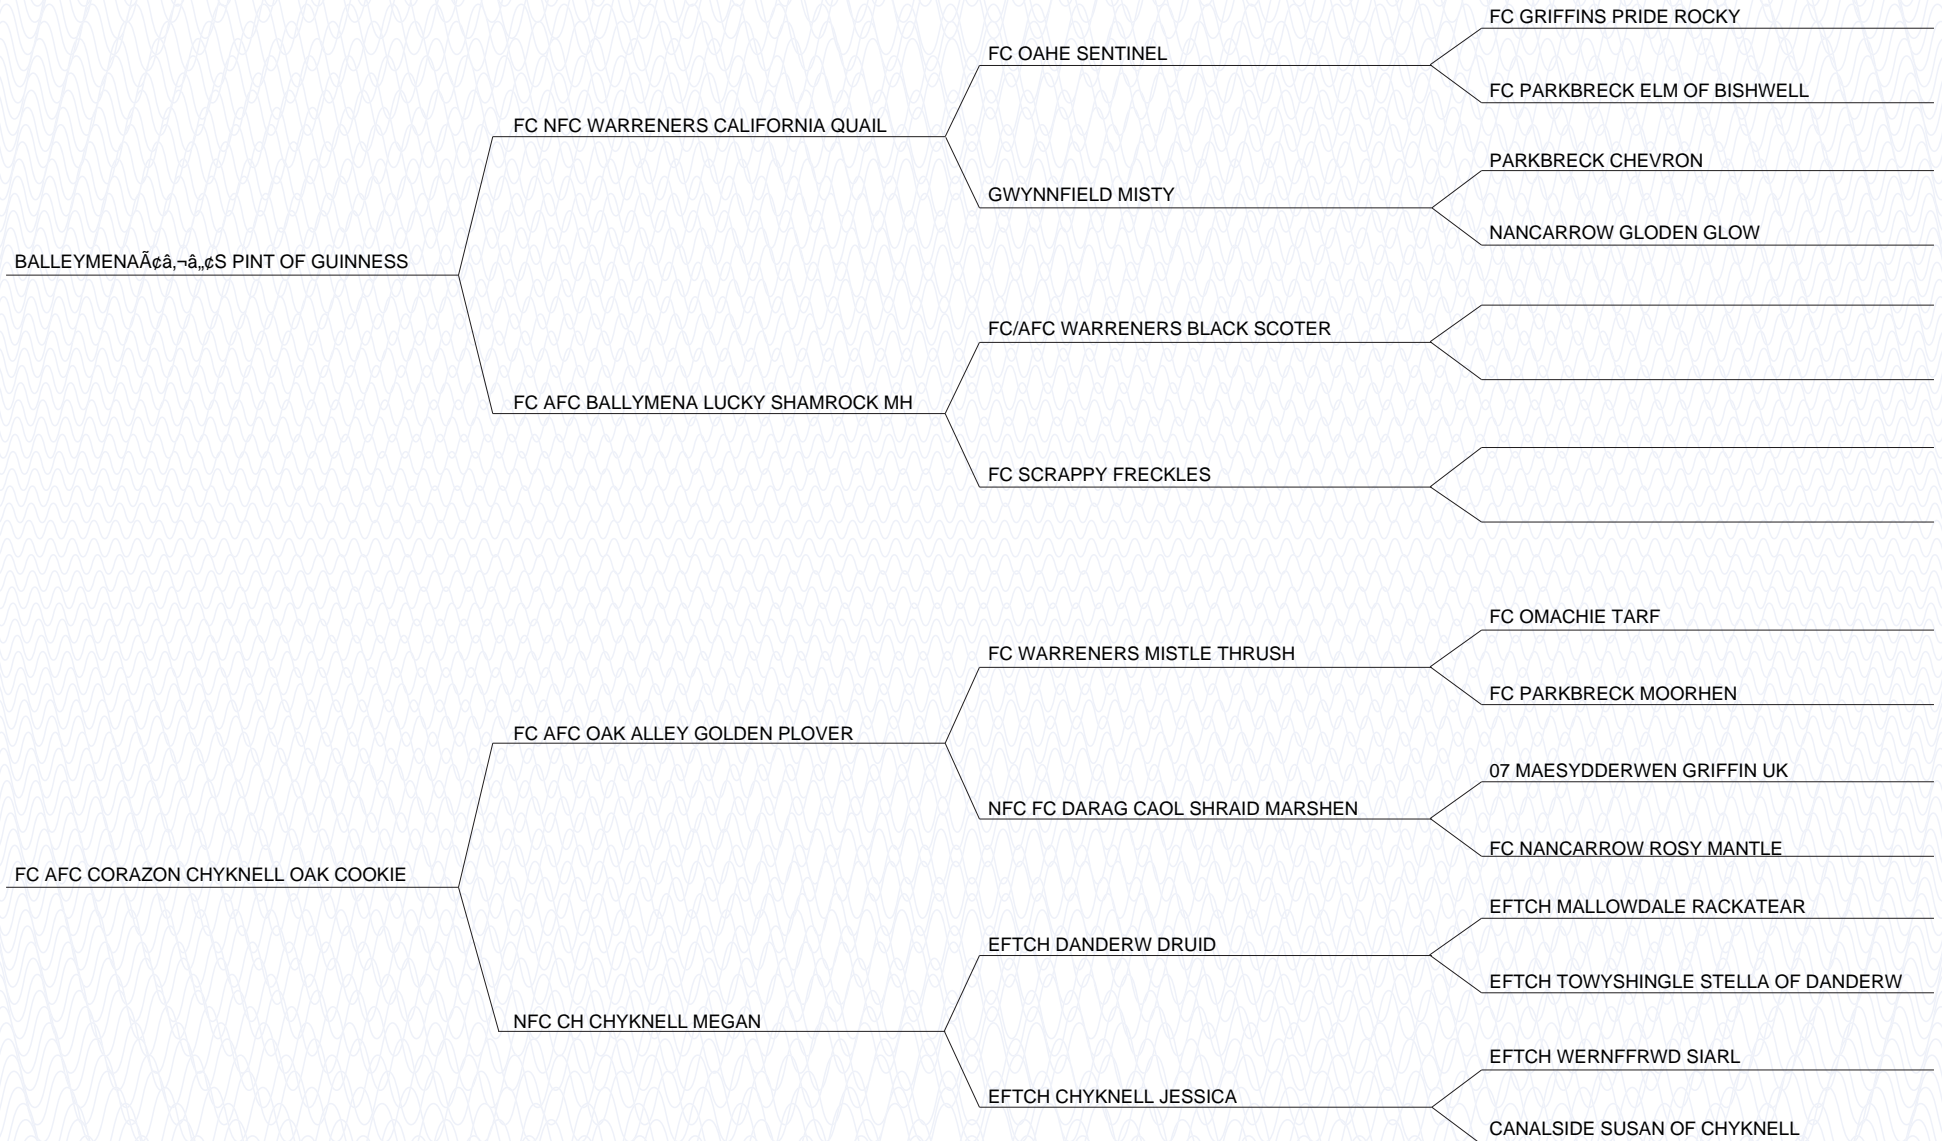 FC GRIFFINS PRIDE ROCKY
FC OAHE SENTINEL
FC PARKBRECK ELM OF BISHWELL
FC NFC WARRENERS CALIFORNIA QUAIL
PARKBRECK CHEVRON
GWYNNFIELD MISTY
NANCARROW GLODEN GLOW
BALLEYMENAÃ¢â‚¬â„¢S PINT OF GUINNESS
FC/AFC WARRENERS BLACK SCOTER
FC AFC BALLYMENA LUCKY SHAMROCK MH
FC SCRAPPY FRECKLES
FC OMACHIE TARF
FC WARRENERS MISTLE THRUSH
FC PARKBRECK MOORHEN
FC AFC OAK ALLEY GOLDEN PLOVER
07 MAESYDDERWEN GRIFFIN UK
NFC FC DARAG CAOL SHRAID MARSHEN
FC NANCARROW ROSY MANTLE
FC AFC CORAZON CHYKNELL OAK COOKIE
EFTCH MALLOWDALE RACKATEAR
EFTCH DANDERW DRUID
EFTCH TOWYSHINGLE STELLA OF DANDERW
NFC CH CHYKNELL MEGAN
EFTCH WERNFFRWD SIARL
EFTCH CHYKNELL JESSICA
CANALSIDE SUSAN OF CHYKNELL